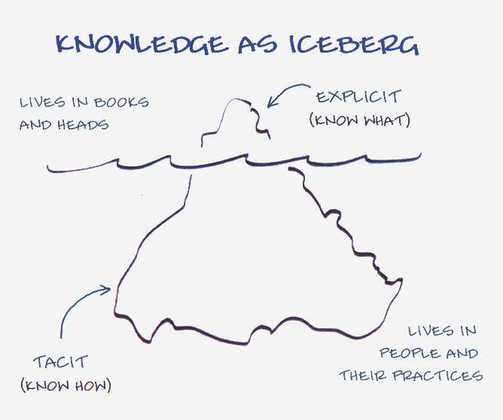 KNOWLEDGE AS ICEBERG
LIVES IN BOOKS
AND HEADS
EXPLICIT
(KNOW WHAT)
TACIT
(KNOW HOW)
LIVES IN
PEOPLE AND
THEIR PRACTICES